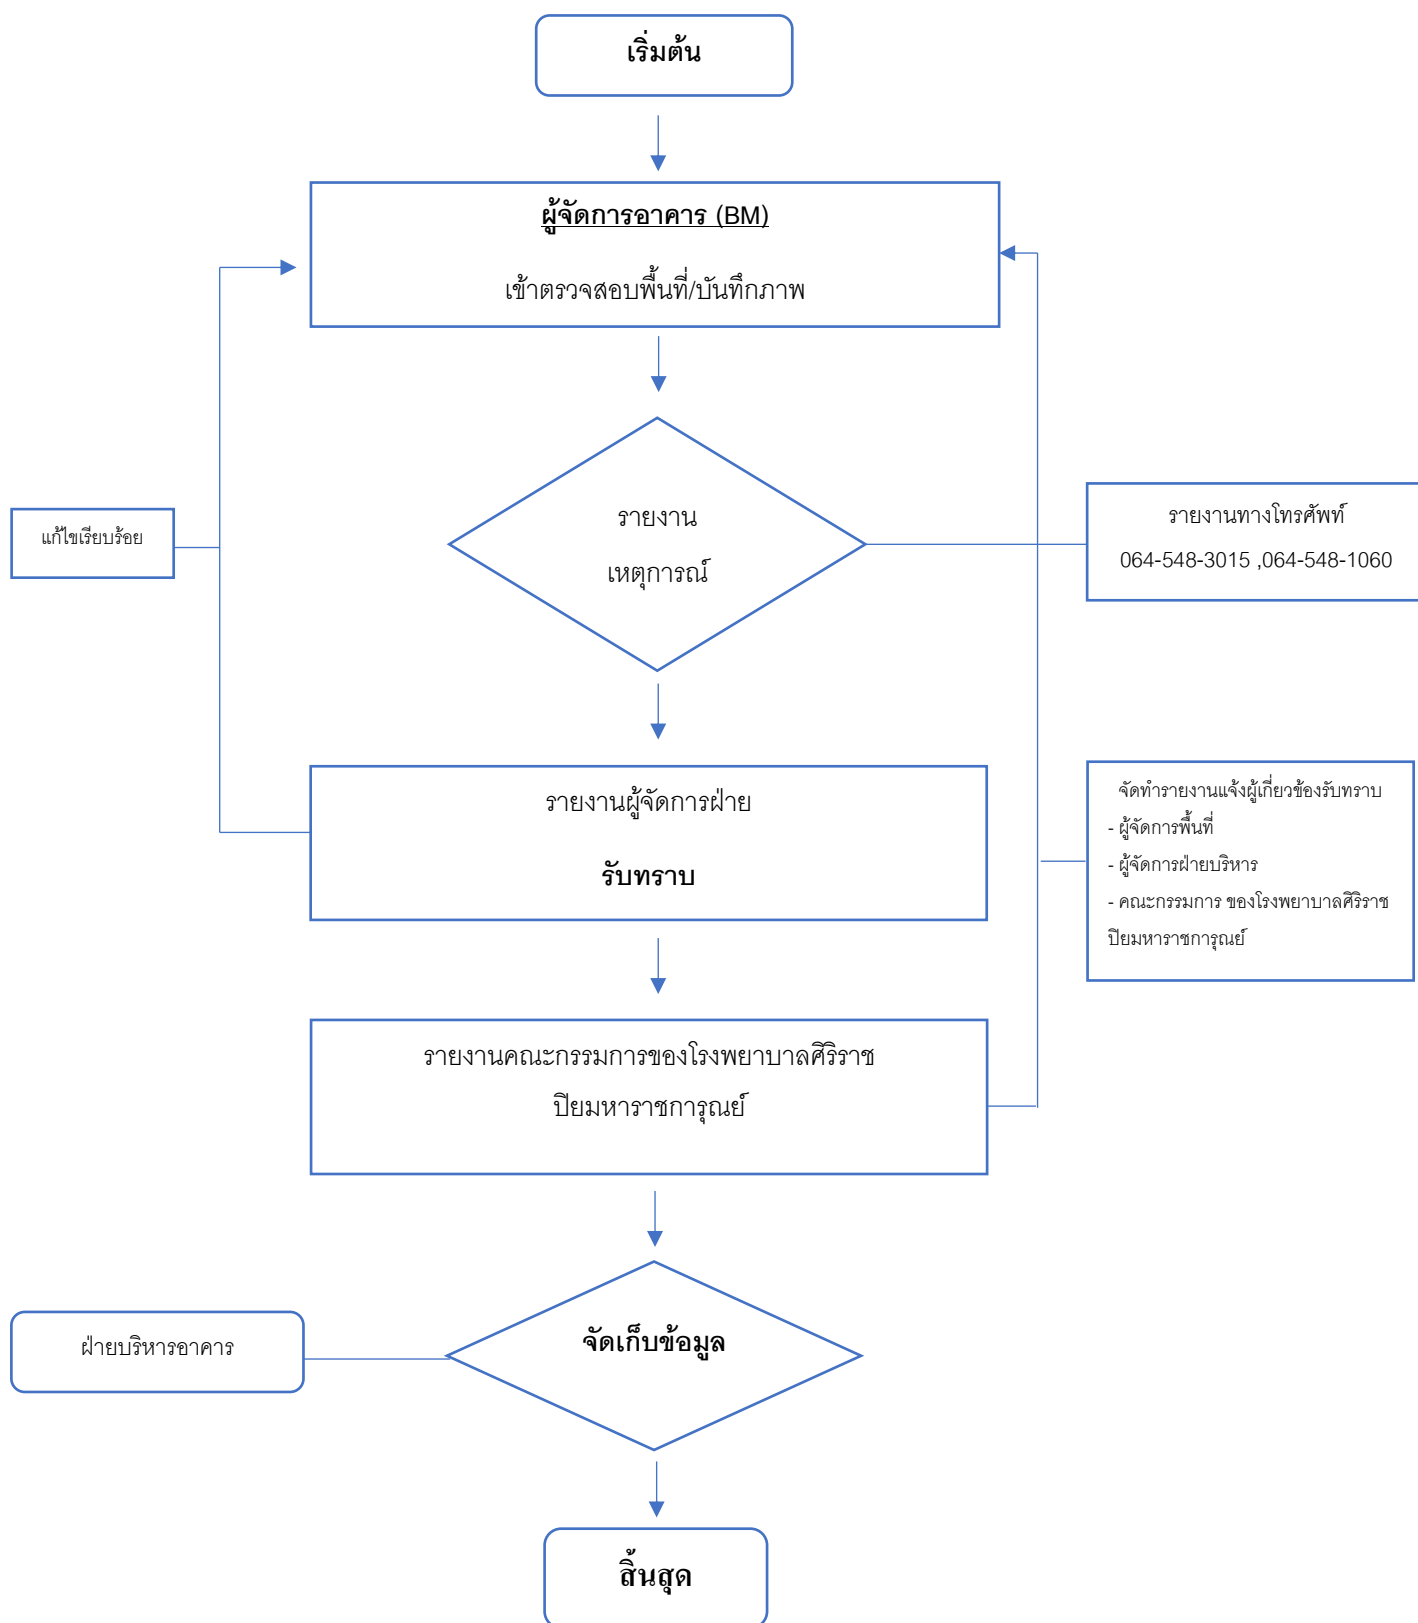 เริ่มต้น
ผู้จัดการอาคาร (BM)
เข้าตรวจสอบพื้นที่/บันทึกภาพ
แก้ไขเรียบร้อย
รายงาน
เหตุการณ์
รายงานทางโทรศัพท์
064-548-3015 ,064-548-1060
รายงานผู้จัดการฝ่าย
รับทราบ
จัดทำรายงานแจ้งผู้เกี่ยวข้องรับทราบ
- ผู้จัดการพื้นที่
- ผู้จัดการฝ่ายบริหาร
- คณะกรรมการ ของโรงพยาบาลศิริราช
ปิยมหาราชการุณย์
รายงานคณะกรรมการของโรงพยาบาลศิริราช
ปิยมหาราชการุณย์
ฝ่ายบริหารอาคาร
จัดเก็บข้อมูล
สิ้นสุด